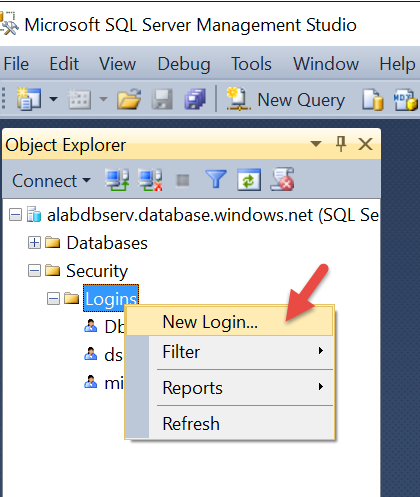 Microsoft SQL Server Management Studio
File Edit View Debug Tools Window Help
New Query
MDX
Object Explorer
Connect
alabdbserv.database.windows.net (SQL Se
Databases
Security
Logins
New Login...
Db
Filter
ds
mi
Reports
Refresh